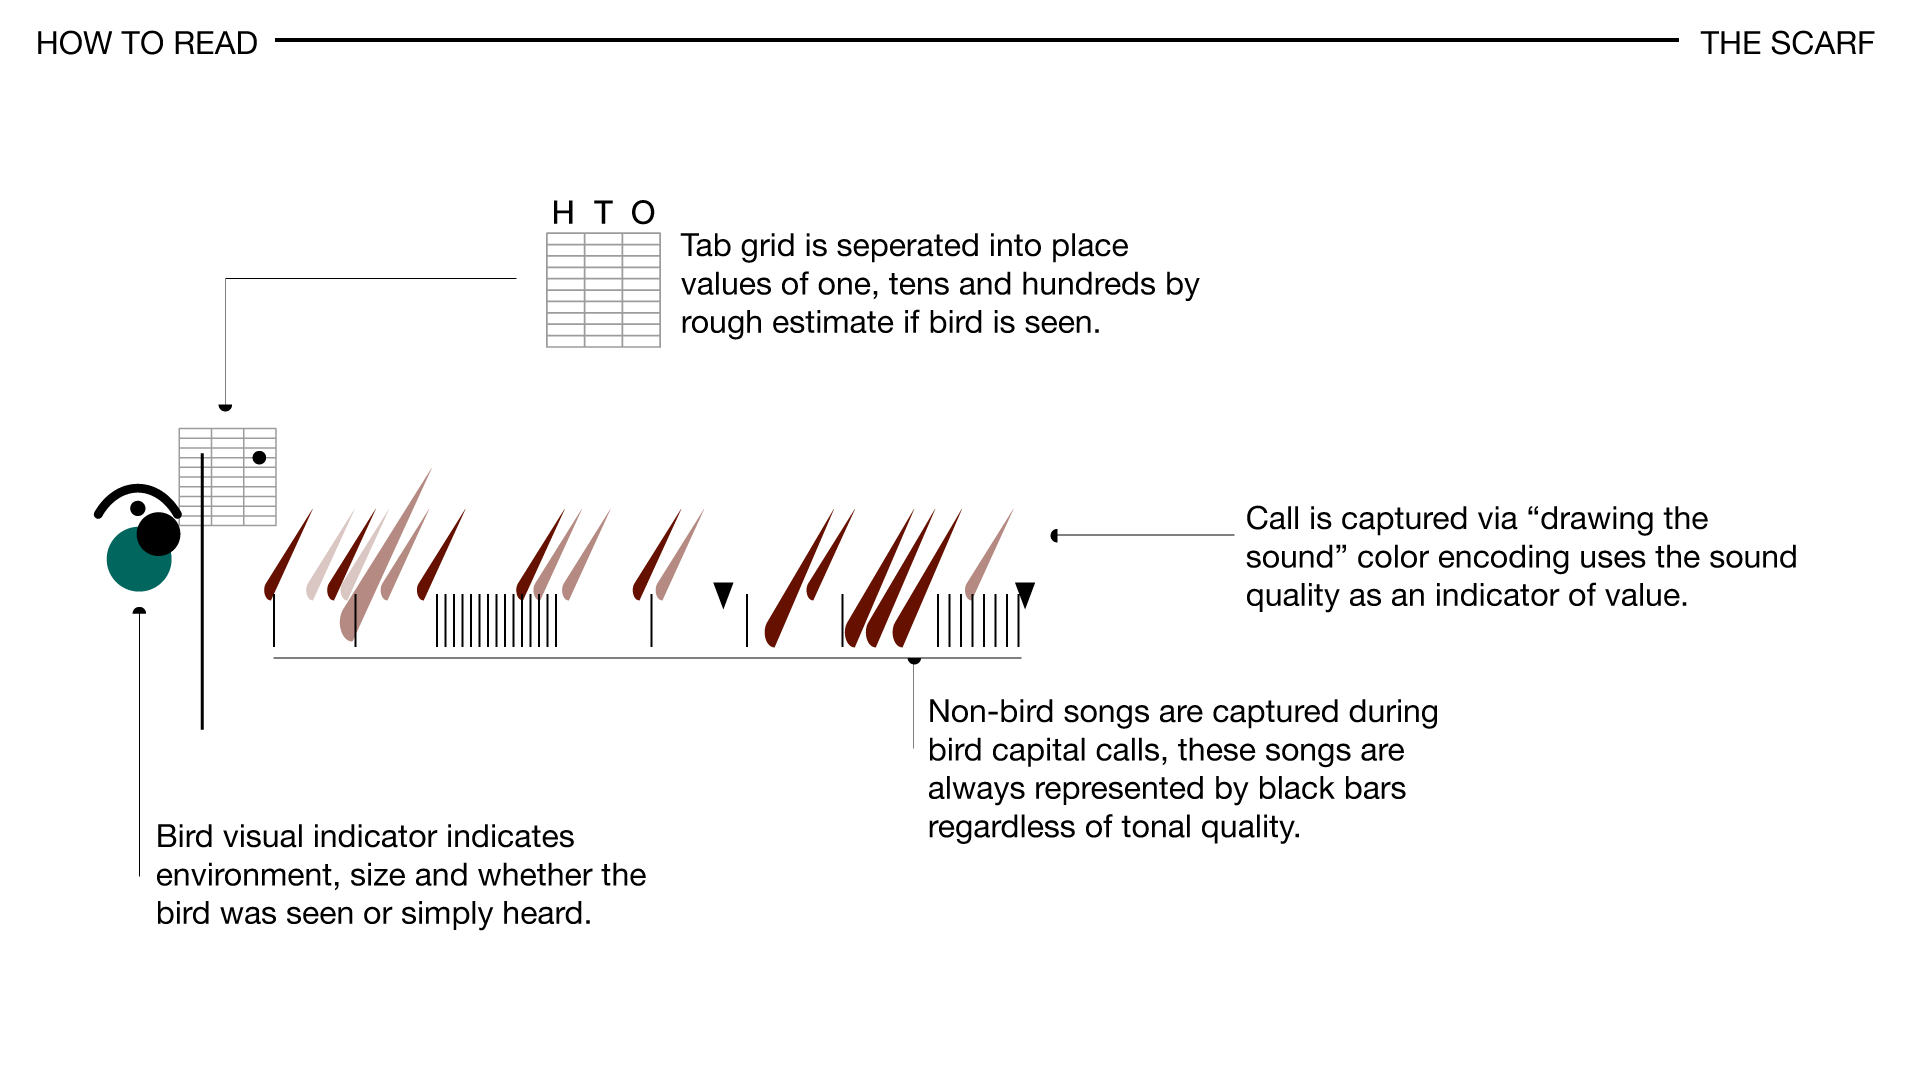 HOW TO READ
THE SCARF
H T O
Tab grid is seperated into place
values of one, tens and hundreds by
rough estimate if bird is seen.
Call is captured via “drawing the
sound” color encoding uses the sound
quality as an indicator of value.
Non-bird songs are captured during
bird capital calls, these songs are
always represented by black bars
regardless of tonal quality.
Bird visual indicator indicates
environment, size and whether the
bird was seen or simply heard.